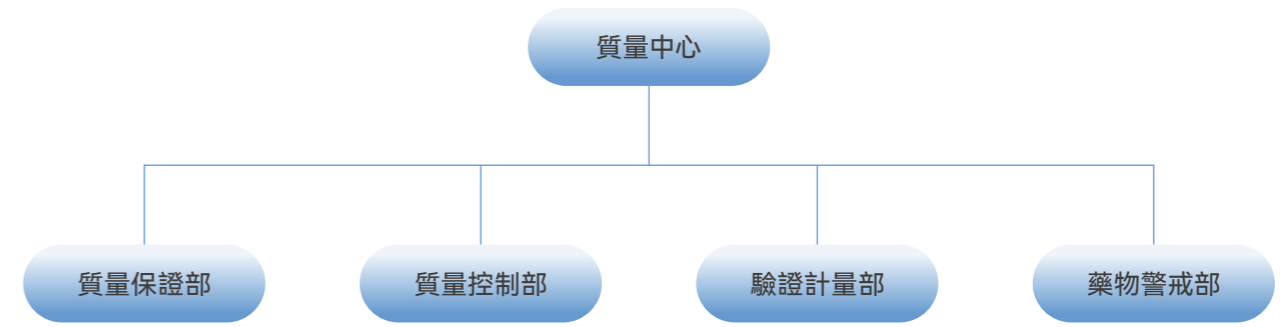 質量中心
質量保證部
質量控制部
驗證計量部
藥物警戒部